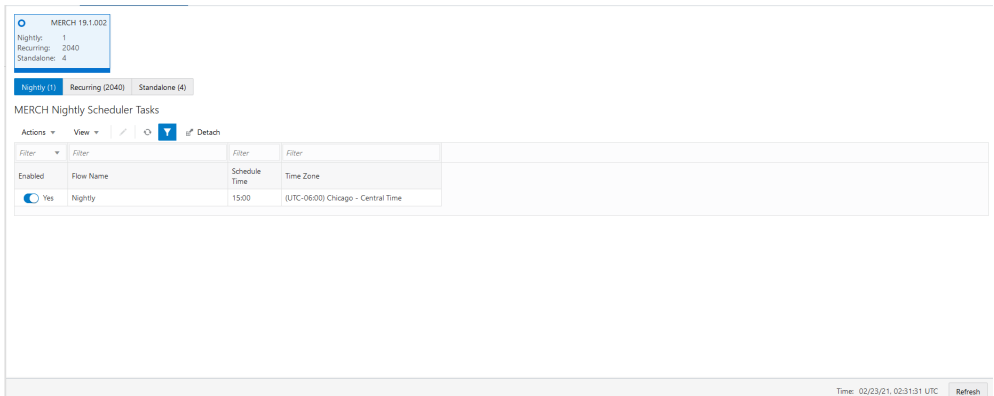 MERCH 19.1.002
Nightly: 1
Recurring: 2040
Standalone: 4
Nightly (1) Recurring (2040) Standalone (4)
MERCH Nightly Scheduler Tasks
Actions View Detach
Filter Filter Filter Filter
Enabled Flow Name Schedule Time Time Zone
Yes Nightly 15:00 (UTC-06:00) Chicago - Central Time
Time: 02/23/21, 02:31:31 UTC Refresh